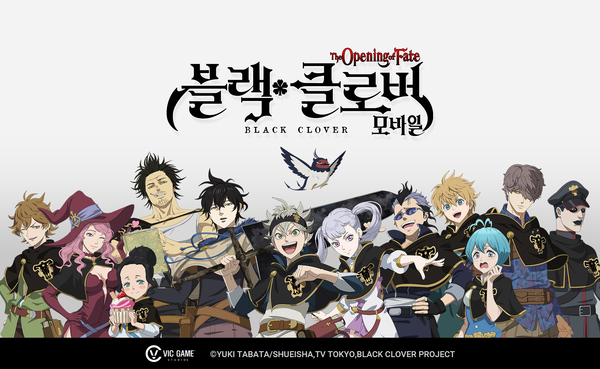 The Opening of Fate
블랙 클로버
BLACK CLOVER
모바일
VIC GAME
STUDIOS
©YUKI TABATA/SHUEISHA,TV TOKYO,BLACK CLOVER PROJECT